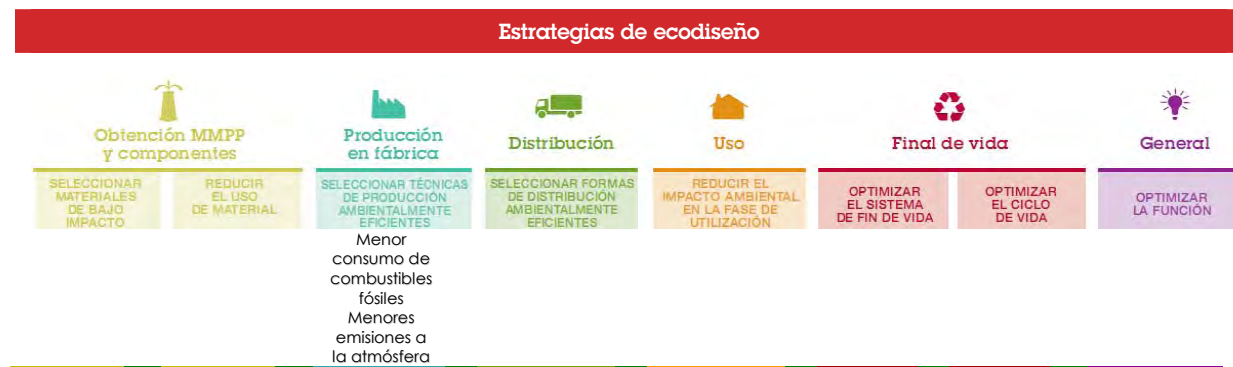 Estrategias de ecodiseño
Obtención MMPP
y componentes
Producción
en fábrica
Distribución
Uso
Final de vida
General
SELECCIONAR
MATERIALES
DE BAJO
IMPACTO
REDUCIR
EL USO
DE MATERIAL
SELECCIONAR TÉCNICAS
DE PRODUCCIÓN
AMBIENTALMENTE
EFICIENTES
SELECCIONAR FORMAS
DE DISTRIBUCIÓN
AMBIENTALMENTE
EFICIENTES
REDUCIR EL
IMPACTO AMBIENTAL
EN LA FASE DE
UTILIZACIÓN
OPTIMIZAR
EL SISTEMA
DE FIN DE VIDA
OPTIMIZAR
EL CICLO
DE VIDA
OPTIMIZAR
LA FUNCIÓN
Menor
consumo de
combustibles
fósiles
Menores
emisiones a
la atmósfera